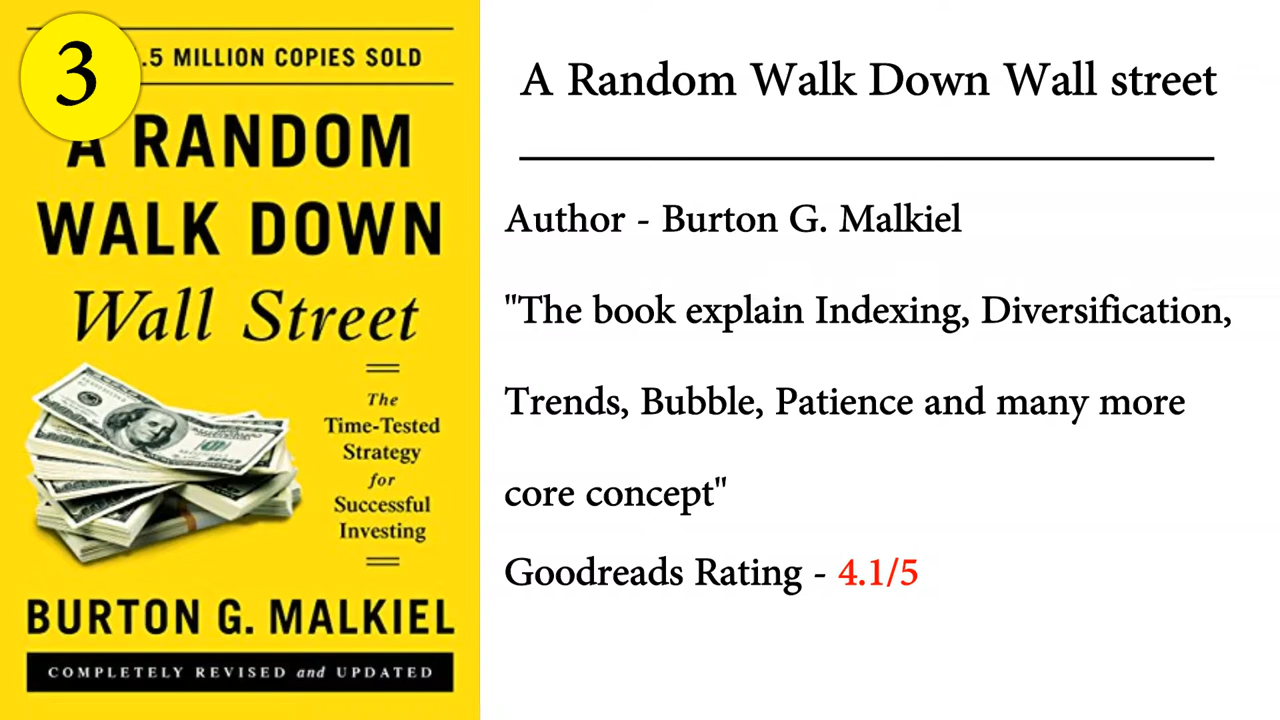 3
.5 MILLION COPIES SOLD
A RANDOM
WALK DOWN
Wall Street
The
Time-Tested
Strategy
for
Successful
Investing
BURTON G. MALKIEL
COMPLETELY REVISED and UPDATED
A Random Walk Down Wall street
Author - Burton G. Malkiel
"The book explain Indexing, Diversification,
Trends, Bubble, Patience and many more
core concept"
Goodreads Rating - 4.1/5